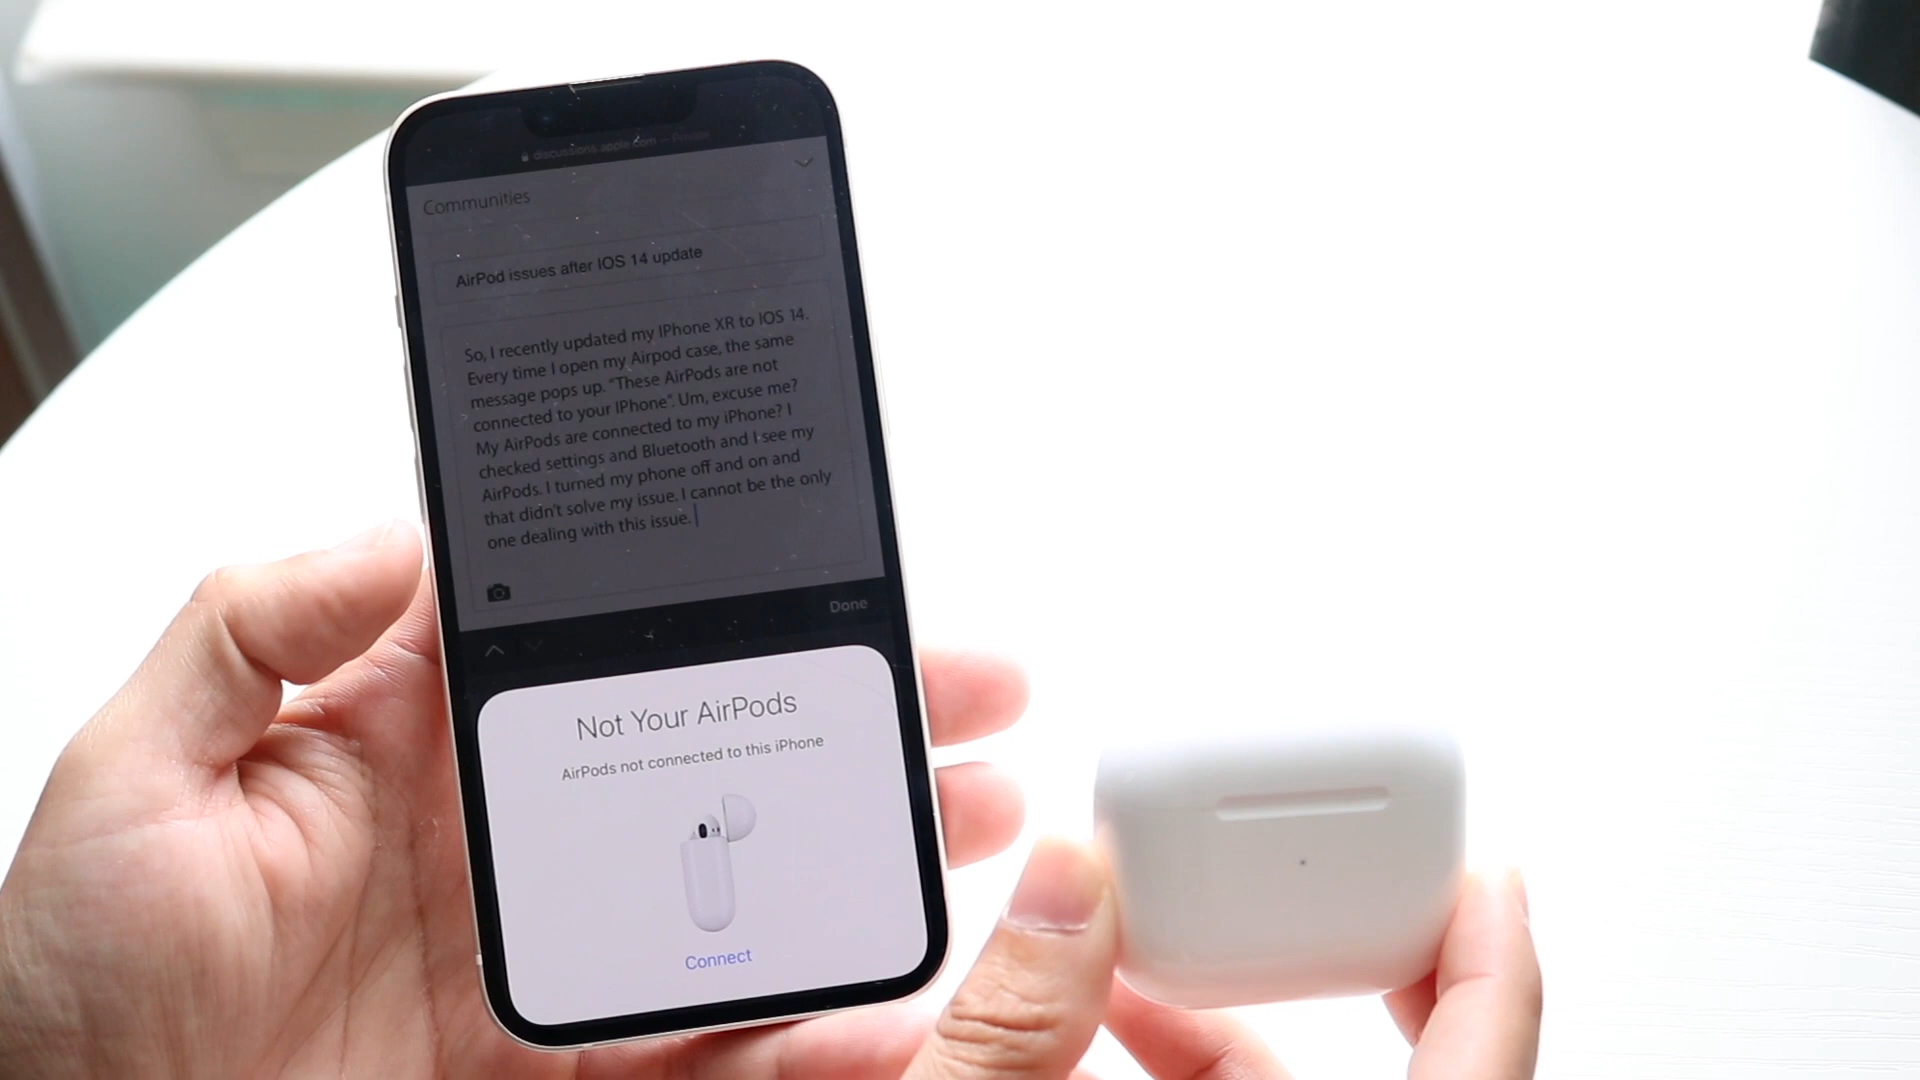 discussions.apple.com — Private
Communities
AirPod issues after IOS 14 update
So, I recently updated my IPhone XR to IOS 14.
Every time I open my Airpod case, the same
message pops up. "These AirPods are not
connected to your IPhone". Um, excuse me?
My AirPods are connected to my iPhone? I
checked settings and Bluetooth and I see my
AirPods. I turned my phone off and on and
that didn't solve my issue. I cannot be the only
one dealing with this issue.
Done
Not Your AirPods
AirPods not connected to this iPhone
Connect